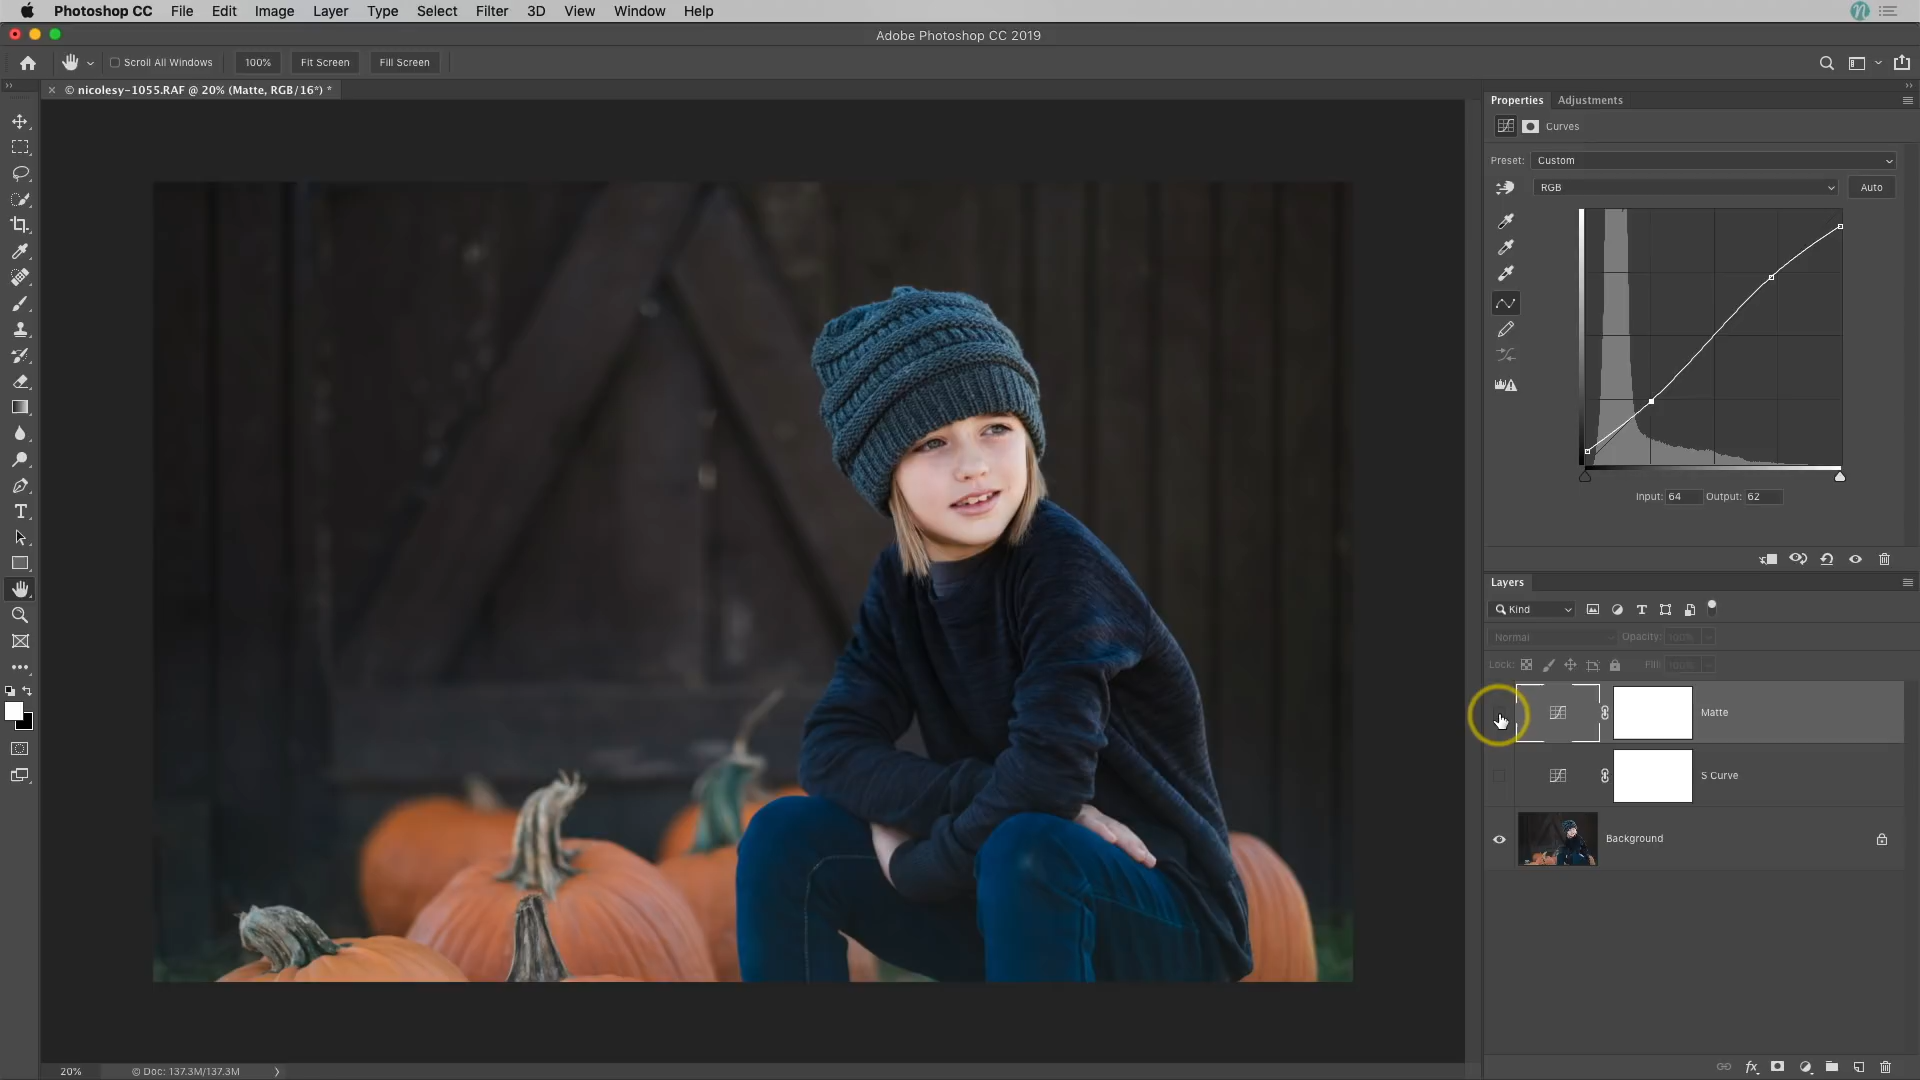 Photoshop CC File Edit Image Layer Type Select Filter 3D View Window Help
Adobe Photoshop CC 2019
Scroll All Windows 100% Fit Screen Fill Screen
© nicolesy-1055.RAF @ 20% (Matte, RGB/16*) *
Properties Adjustments
Curves
Preset: Custom
RGB Auto
Input: 64 Output: 62
Layers
Kind
Normal Opacity: 100%
Lock: Fill: 100%
Matte
S Curve
Background
20% © Doc: 137.3M/137.3M